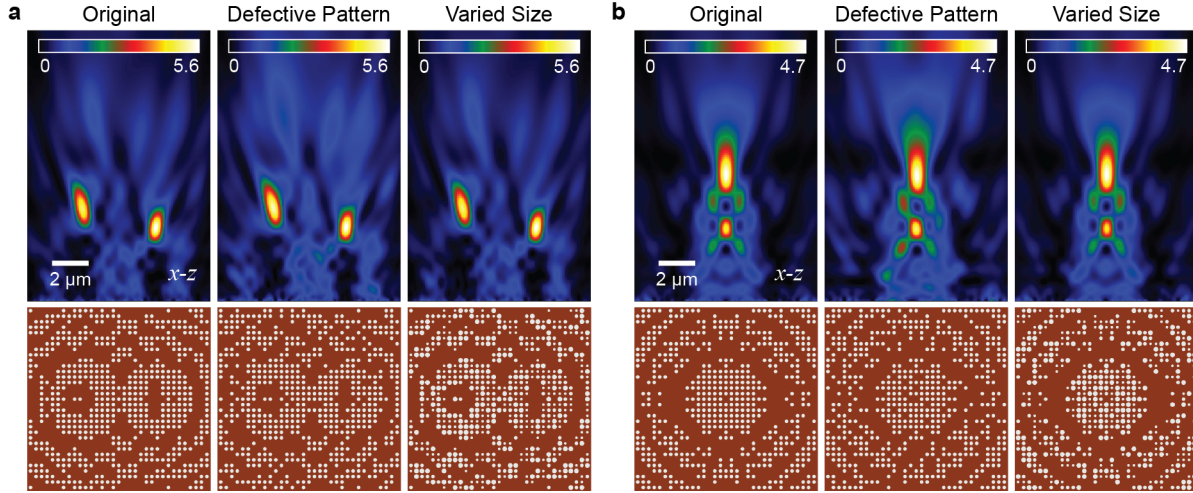 a
Original
Defective Pattern
Varied Size
0
5.6
0
5.6
0
5.6
2 μm
x-z
b
Original
Defective Pattern
Varied Size
0
4.7
0
4.7
0
4.7
2 μm
x-z